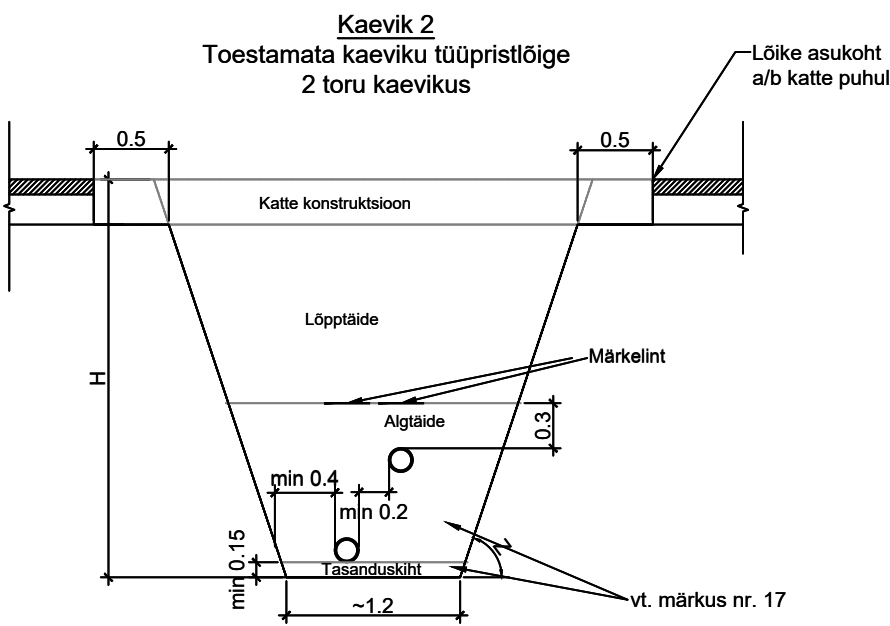 Kaevik 2
Toestamata kaeviku tüüpristlõige
2 toru kaevikus
Lõike asukoht
a/b katte puhul
0.5
0.5
Katte konstruktsioon
Lõpptäide
Märkelint
H
Algtäide
0.3
min 0.4
min 0.2
min 0.15
Tasanduskiht
N
~1.2
vt. märkus nr. 17